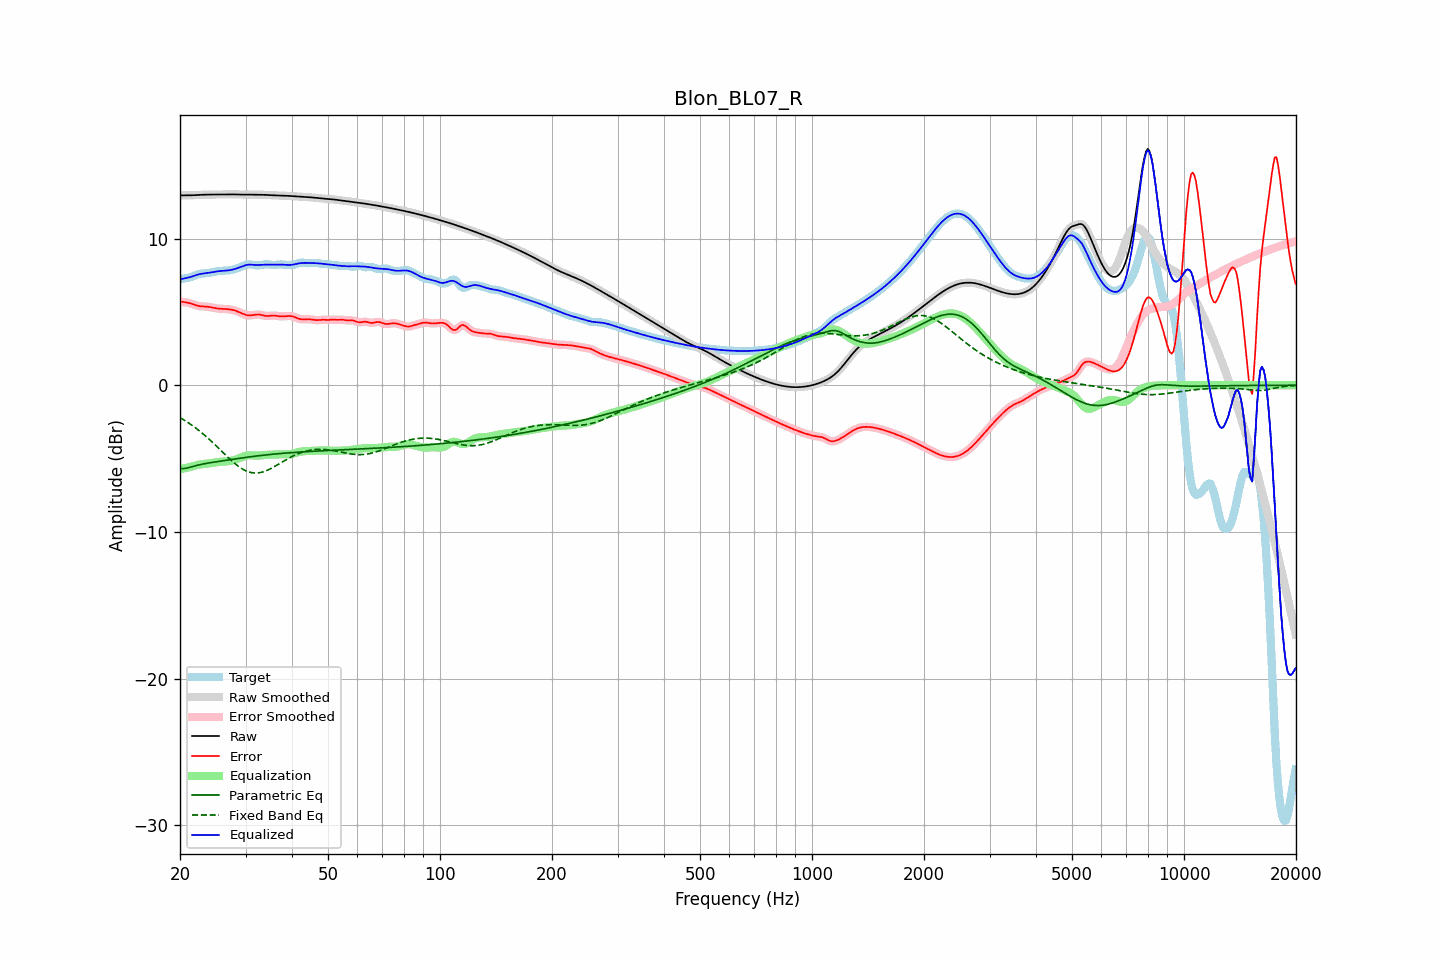 Blon_BL07_R
Amplitude (dBr)
10
0
−10
−20
−30
Target
Raw Smoothed
Error Smoothed
Raw
Error
Equalization
Parametric Eq
Fixed Band Eq
Equalized
20 50 100 200 500 1000 2000 5000 10000 20000
Frequency (Hz)